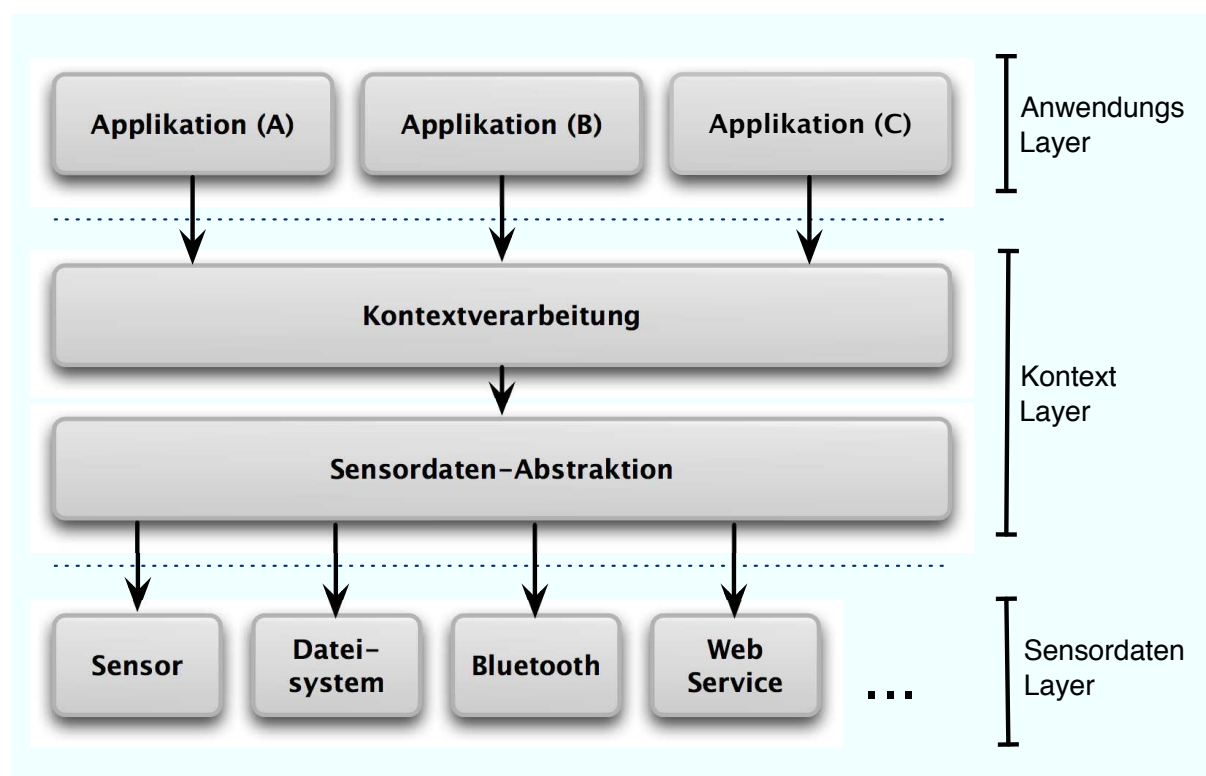 Applikation (A)
Applikation (B)
Applikation (C)
Anwendungs
Layer
Kontextverarbeitung
Kontext
Layer
Sensordaten-Abstraktion
Sensor
Datei-
system
Bluetooth
Web
Service
...
Sensordaten
Layer